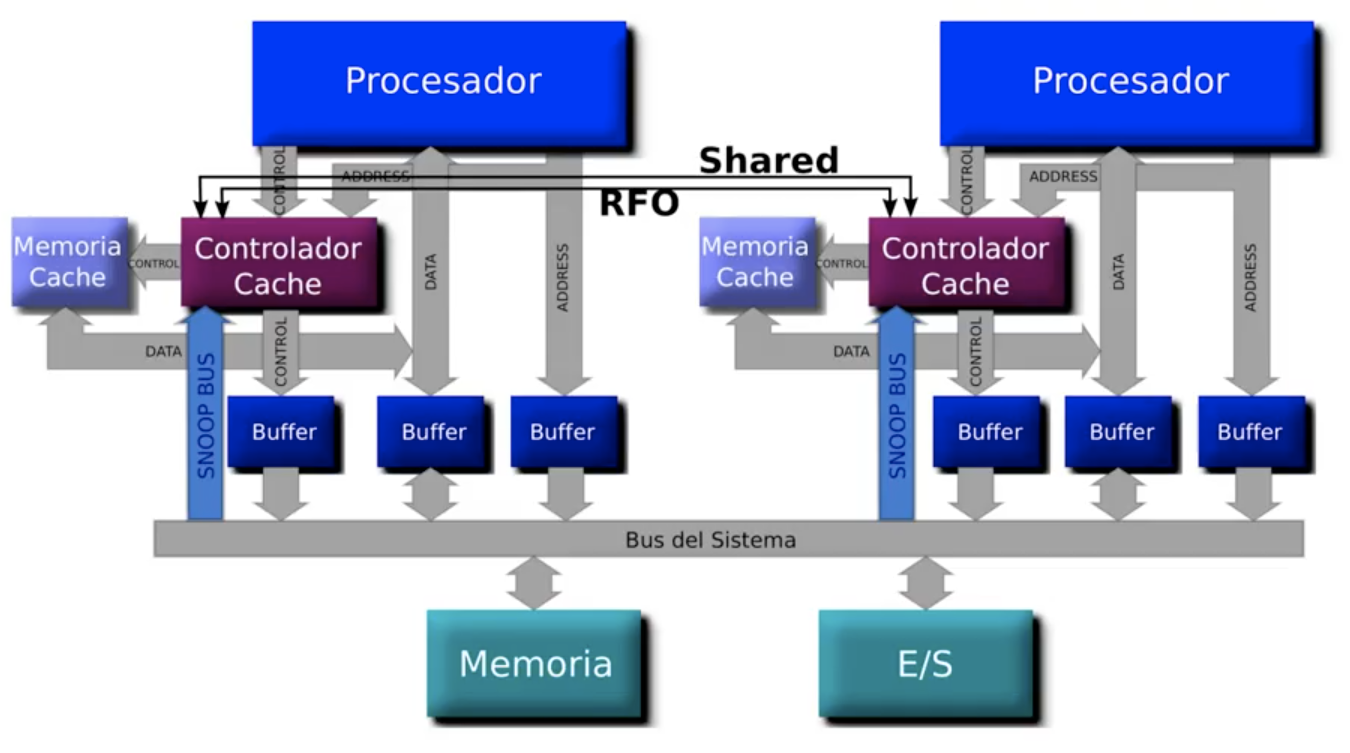 Procesador
Procesador
Shared
RFO
CONTROL
ADDRESS
CONTROL
ADDRESS
Memoria
Cache
CONTROL
Controlador
Cache
DATA
ADDRESS
Memoria
Cache
CONTROL
Controlador
Cache
DATA
ADDRESS
DATA
SNOOP BUS
CONTROL
DATA
SNOOP BUS
CONTROL
Buffer
Buffer
Buffer
Buffer
Buffer
Buffer
Bus del Sistema
Memoria
E/S